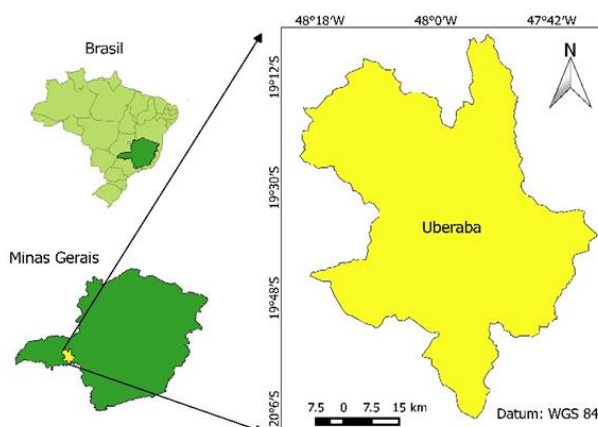 Brasil
Minas Gerais
48°18'W 48°0'W 47°42'W
19°12'S
19°30'S
19°48'S
20°6'S
N
Uberaba
7.5 0 7.5 15 km
Datum: WGS 84